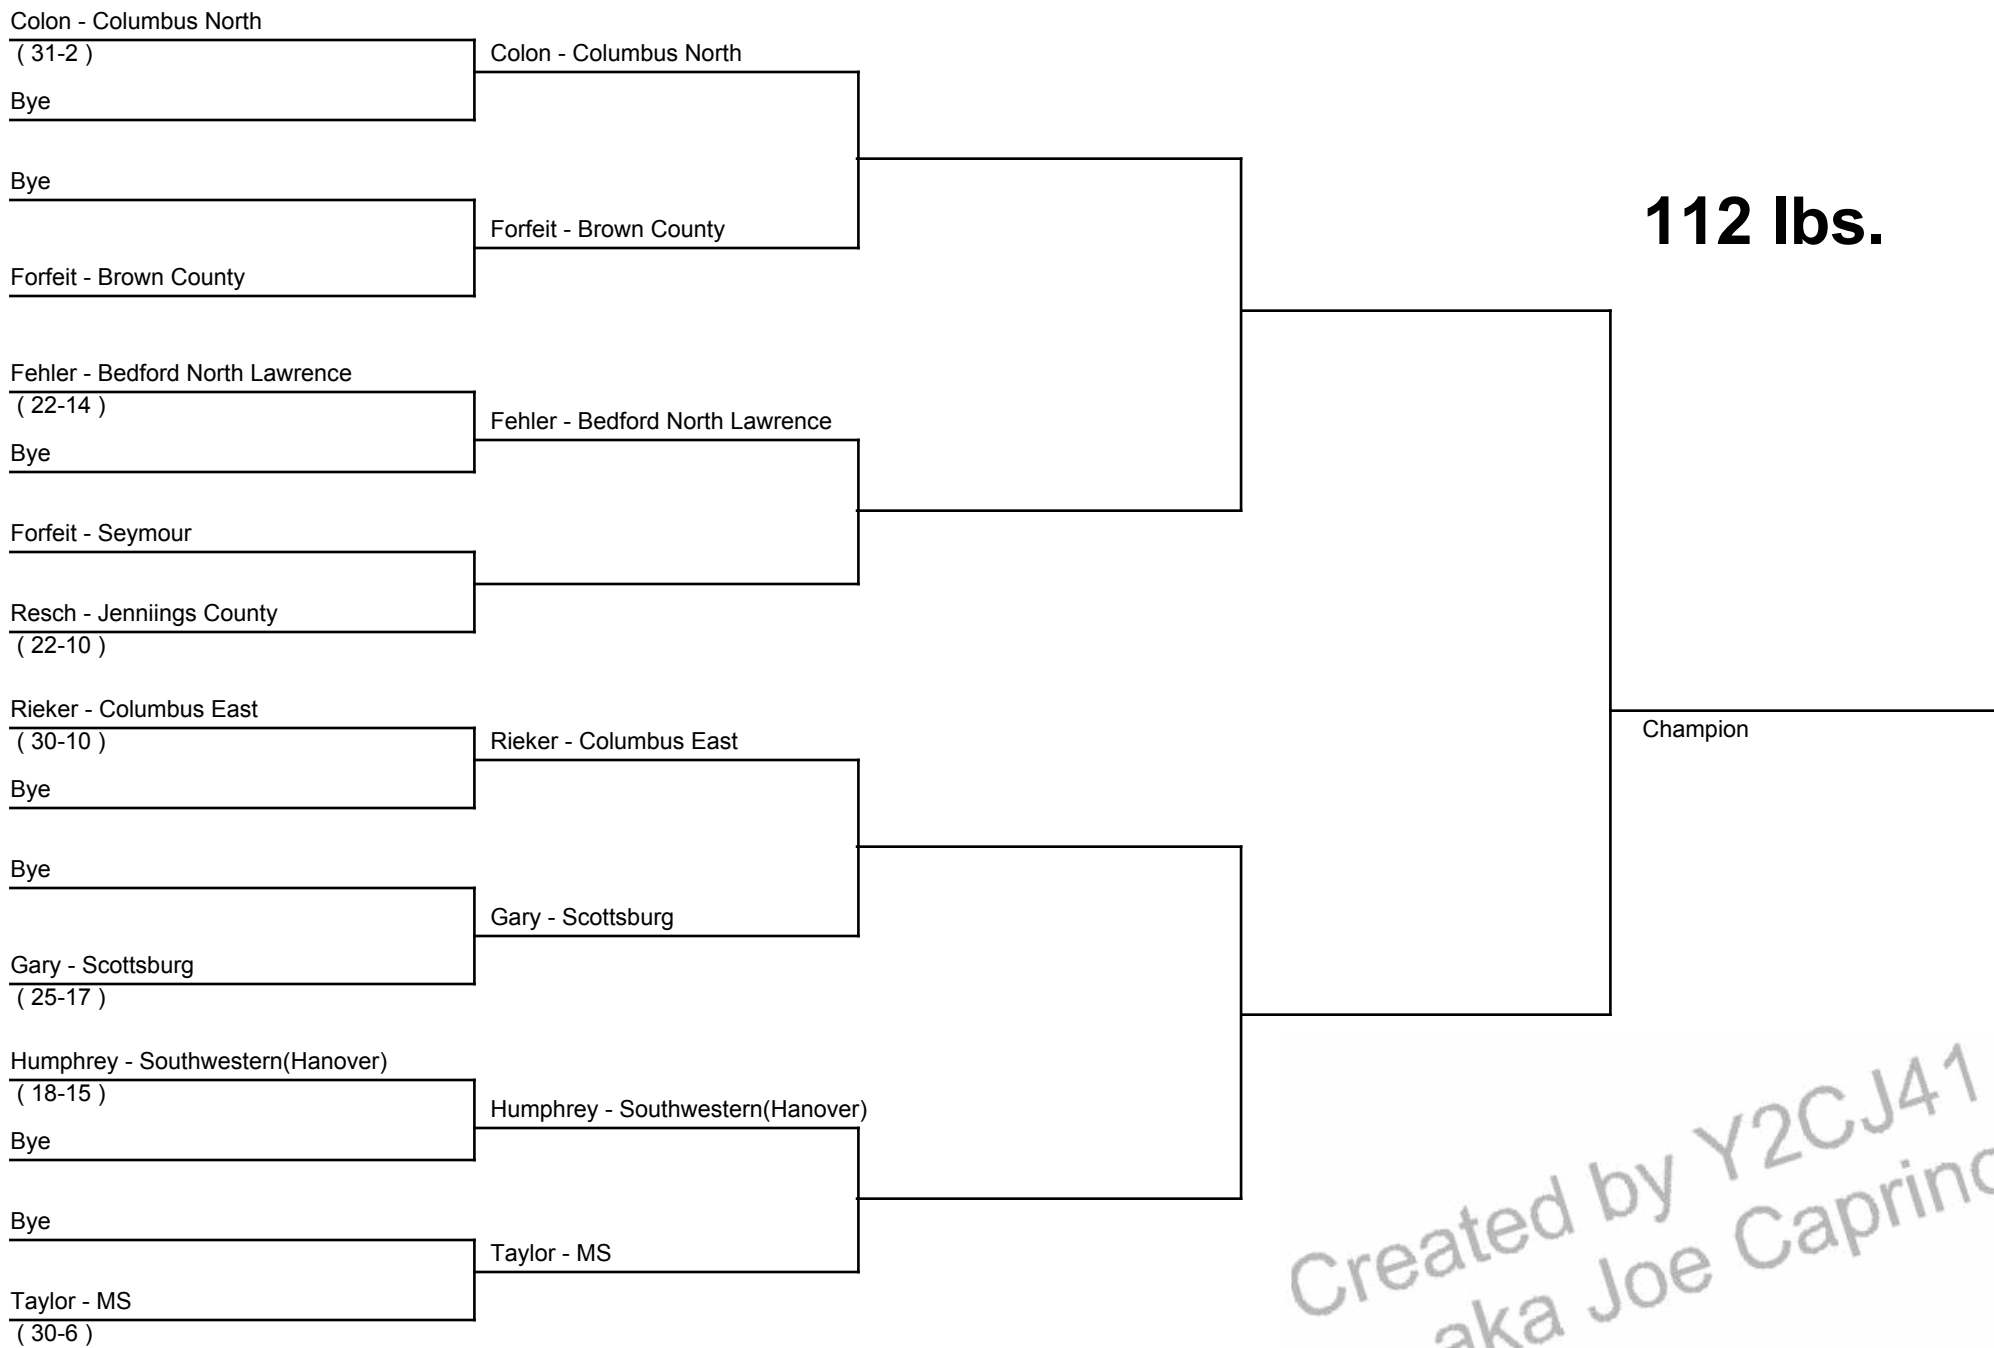 Colon - Columbus North
( 31-2 )
Colon - Columbus North
Bye
Bye
112 lbs.
Forfeit - Brown County
Forfeit - Brown County
Fehler - Bedford North Lawrence
( 22-14 )
Fehler - Bedford North Lawrence
Bye
Forfeit - Seymour
Resch - Jenniings County
( 22-10 )
Rieker - Columbus East
( 30-10 )
Rieker - Columbus East
Champion
Bye
Bye
Gary - Scottsburg
Gary - Scottsburg
( 25-17 )
Humphrey - Southwestern(Hanover)
( 18-15 )
Humphrey - Southwestern(Hanover)
Bye
Bye
Taylor - MS
Taylor - MS
( 30-6 )
Created by Y2CJ41
aka Joe Caprino